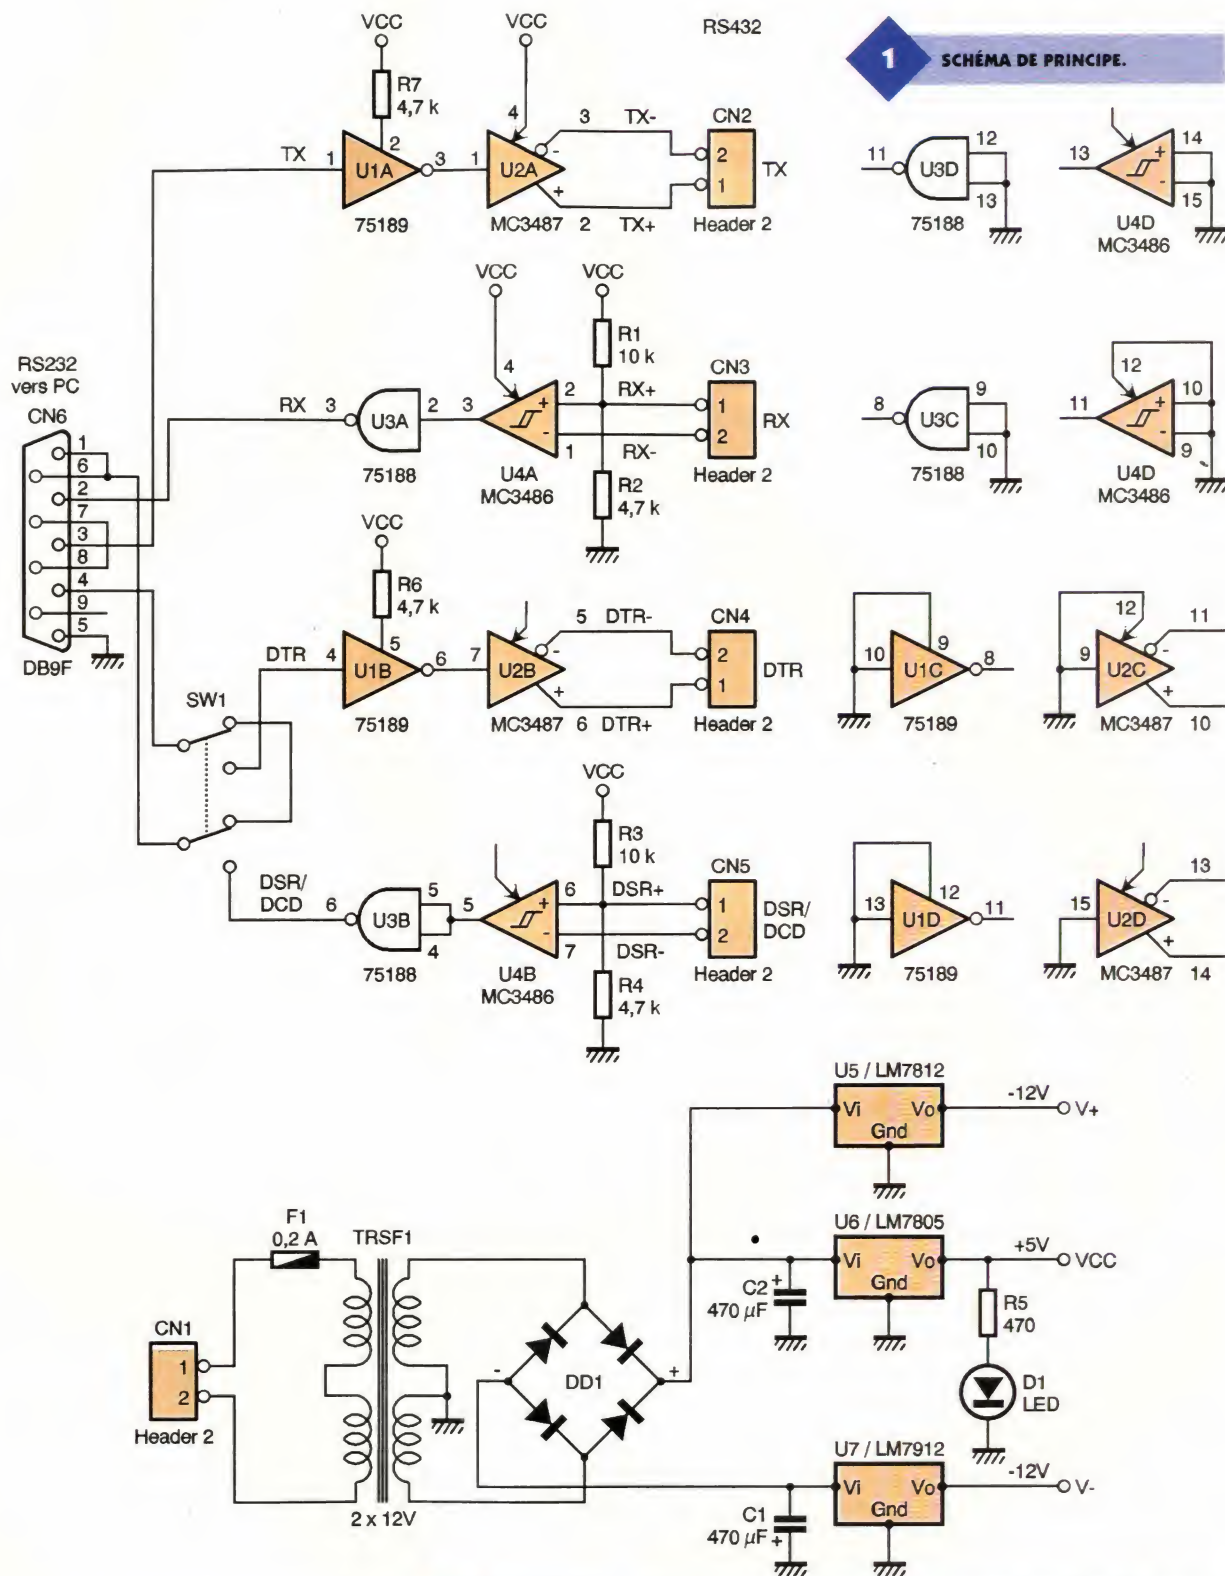 1 SCHÉMA DE PRINCIPE.
RS432
VCC
R7
4,7 k
TX
1
U1A
2
3
75189
VCC
4
1
U2A
-
+
MC3487
3 TX-
2 TX+
CN2
2
1
TX
Header 2
11
U3D
12
13
75188
13
+
-
14
15
U4D
MC3486
VCC
4
VCC
R1
10 k
RX
3
U3A
2
75188
3
+
-
2
1
U4A
MC3486
RX+
RX-
R2
4,7 k
CN3
1
2
RX
Header 2
8
U3C
9
10
75188
12
11
+
-
10
9
U4D
MC3486
RS232
vers PC
CN6
1
6
2
7
3
8
4
9
5
DB9F
SW1
VCC
R6
4,7 k
DTR
4
U1B
5
6
75189
7
U2B
-
+
MC3487
5 DTR-
6 DTR+
CN4
2
1
DTR
Header 2
10
U1C
9
8
75189
12
9
U2C
-
+
11
MC3487
10
VCC
R3
10 k
DSR/
DCD
6
U3B
5
4
75188
5
+
-
6
7
U4B
MC3486
DSR+
DSR-
R4
4,7 k
CN5
1
2
DSR/
DCD
Header 2
13
U1D
12
11
75189
15
U2D
-
+
13
MC3487
14
U5 / LM7812
Vi
Vo
Gnd
-12V
V+
F1
0,2 A
TRSF1
CN1
1
2
Header 2
2 x 12V
-
DD1
+
C2
+
470 µF
U6 / LM7805
Vi
Vo
Gnd
+5V
VCC
R5
470
D1
LED
C1
470 µF
+
U7 / LM7912
Vi
Vo
Gnd
-12V
V-